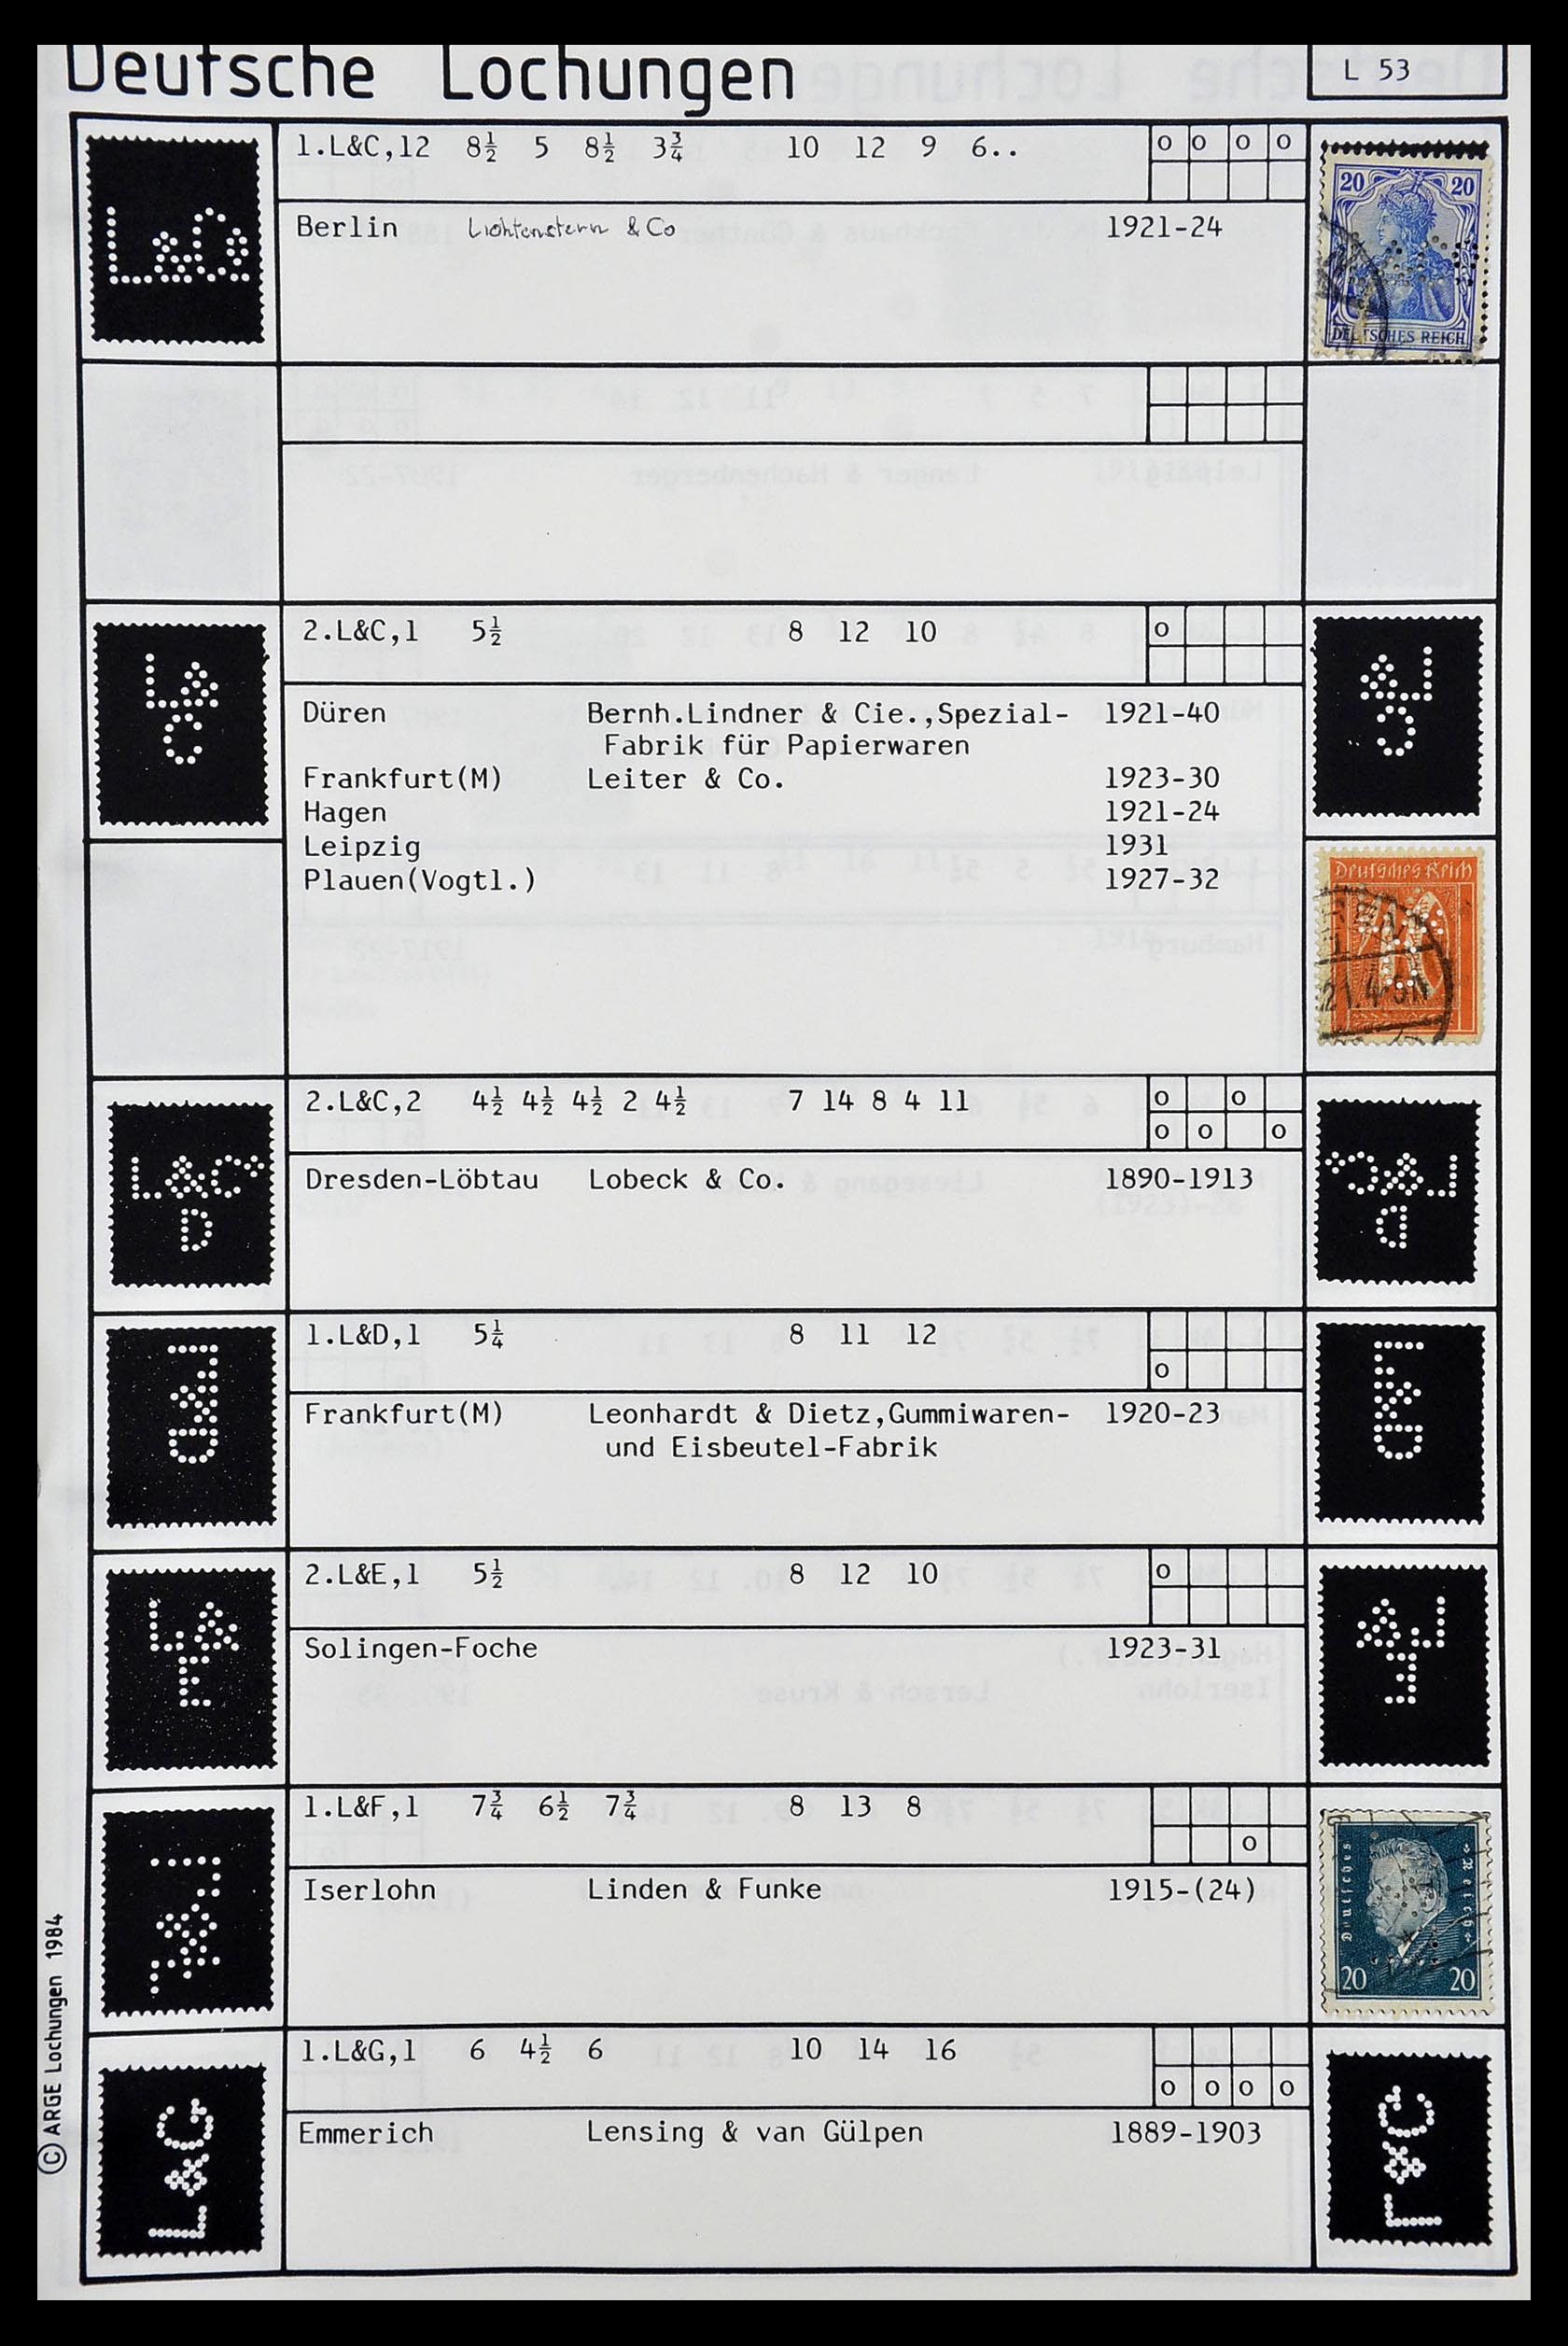 Deutsche Lochungen
L 53
1.L&C,12 8½ 5 8½ 3¾ 10 12 9 6..
o o o o
Berlin Lichtenstern & Co 1921-24
20 20
DEUTSCHES REICH
2.L&C,1 5½ 8 12 10
o
Düren Bernh.Lindner & Cie.,Spezial- 1921-40
Fabrik für Papierwaren
Frankfurt(M) Leiter & Co. 1923-30
Hagen 1921-24
Leipzig 1931
Plauen(Vogtl.) 1927-32
Deutsches Reich
2.L&C,2 4½ 4½ 4½ 2 4½ 7 14 8 4 11
o o
o o o
Dresden-Löbtau Lobeck & Co. 1890-1913
L&C
D
1.L&D,1 5¼ 8 11 12
o
Frankfurt(M) Leonhardt & Dietz,Gummiwaren- 1920-23
und Eisbeutel-Fabrik
L&D
2.L&E,1 5½ 8 12 10
o
Solingen-Foche 1923-31
L&
E
1.L&F,1 7¾ 6½ 7¾ 8 13 8
o
Iserlohn Linden & Funke 1915-(24)
Deutsches Reich
20 20
1.L&G,1 6 4½ 6 10 14 16
o o o o
Emmerich Lensing & van Gülpen 1889-1903
L&G
© ARGE Lochungen 1984